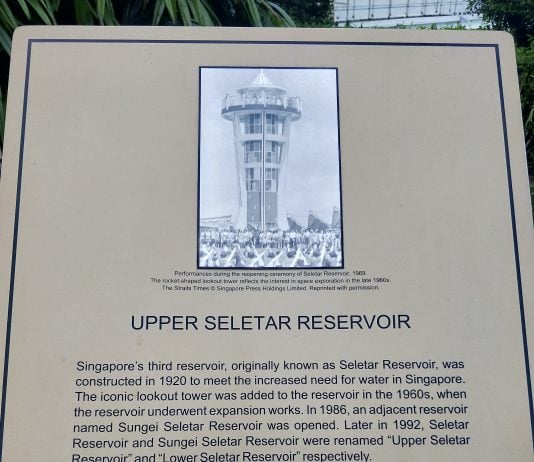 Performances during the reopening ceremony of Seletar Reservoir, 1969.
The rocket-shaped lookout tower reflects the interest in space exploration in the late 1960s.
The Straits Times © Singapore Press Holdings Limited. Reprinted with permission.
UPPER SELETAR RESERVOIR
Singapore's third reservoir, originally known as Seletar Reservoir, was
constructed in 1920 to meet the increased need for water in Singapore.
The iconic lookout tower was added to the reservoir in the 1960s, when
the reservoir underwent expansion works. In 1986, an adjacent reservoir
named Sungei Seletar Reservoir was opened. Later in 1992, Seletar
Reservoir and Sungei Seletar Reservoir were renamed “Upper Seletar
Reservoir” and “Lower Seletar Reservoir” respectively.